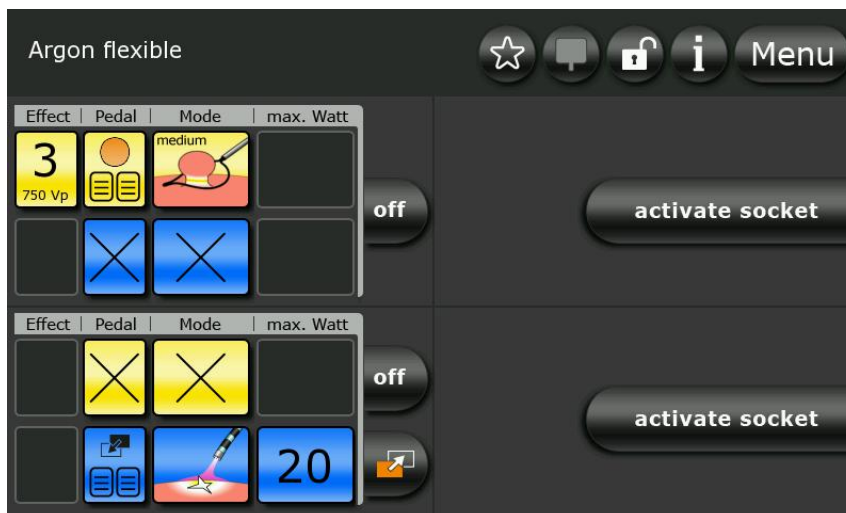 Argon flexible
i Menu
Effect | Pedal | Mode | max. Watt
3 medium
750 Vp
off
activate socket
Effect | Pedal | Mode | max. Watt
off
activate socket
20